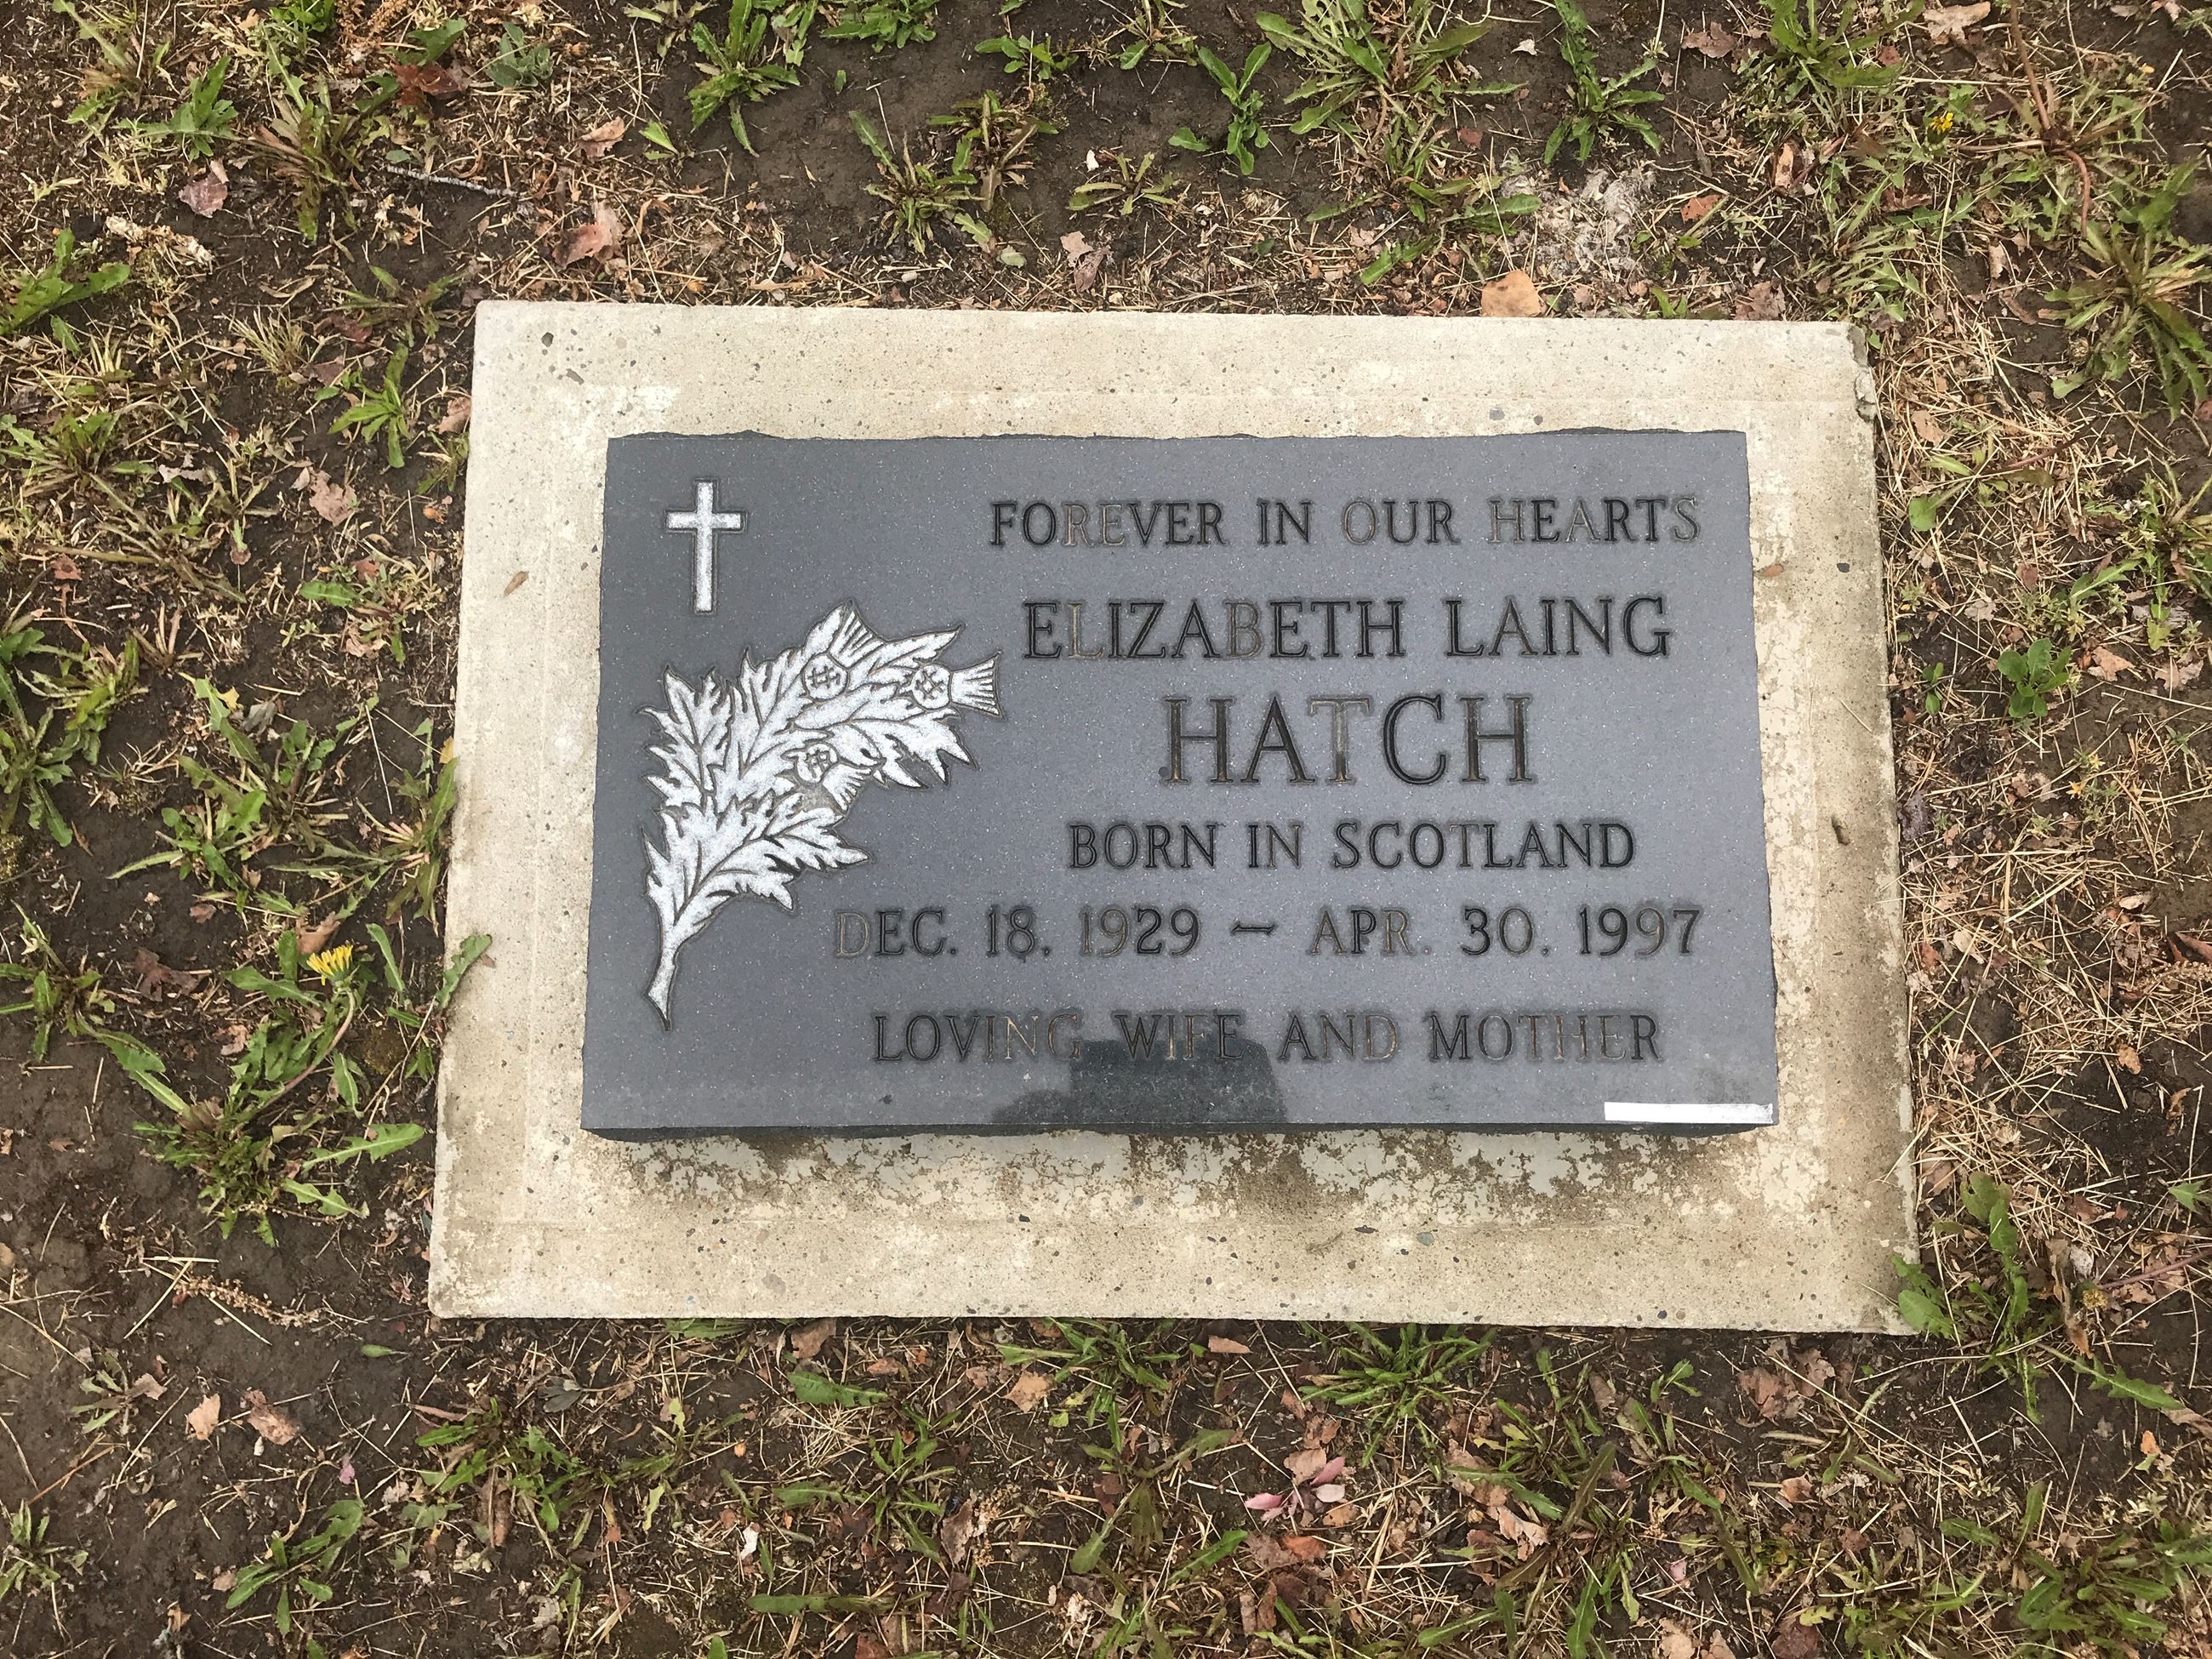 FOREVER IN OUR HEARTS
ELIZABETH LAING
HATCH
BORN IN SCOTLAND
DEC. 18, 1929 – APR. 30, 1997
LOVING WIFE AND MOTHER